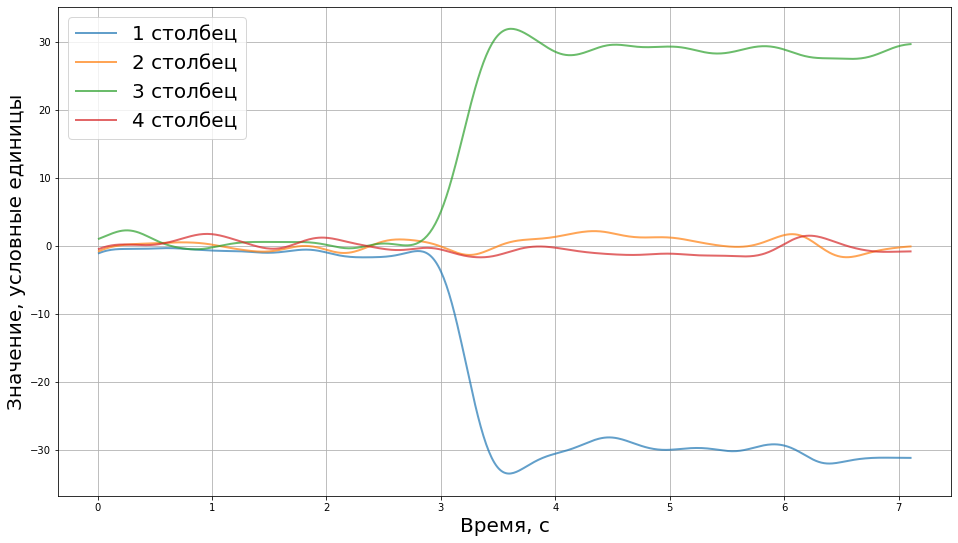 1 столбец
2 столбец
3 столбец
4 столбец
Значение, условные единицы
30
20
10
0
−10
−20
−30
0 1 2 3 4 5 6 7
Время, с